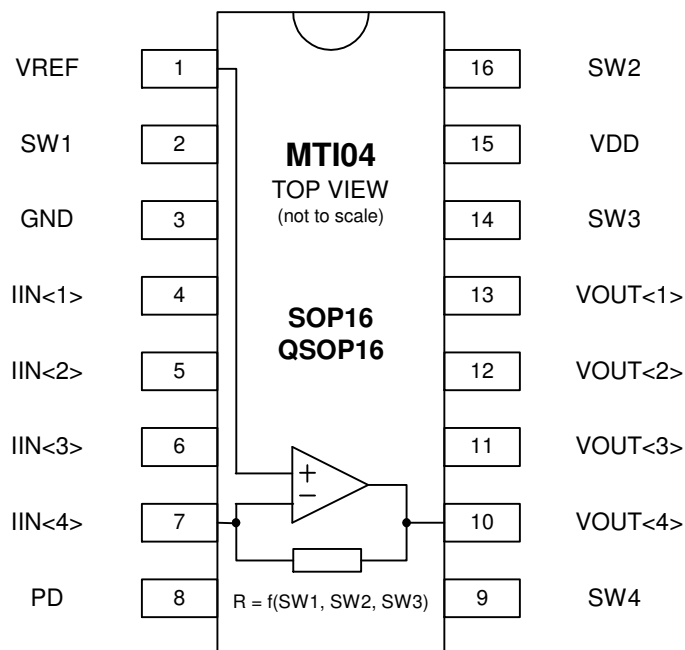 VREF 1 16 SW2
SW1 2 MTI04 15 VDD
TOP VIEW
(not to scale)
GND 3 14 SW3
IIN<1> 4 13 VOUT<1>
SOP16
QSOP16
IIN<2> 5 12 VOUT<2>
IIN<3> 6 11 VOUT<3>
+
−
IIN<4> 7 10 VOUT<4>
PD 8 R = f(SW1, SW2, SW3) 9 SW4